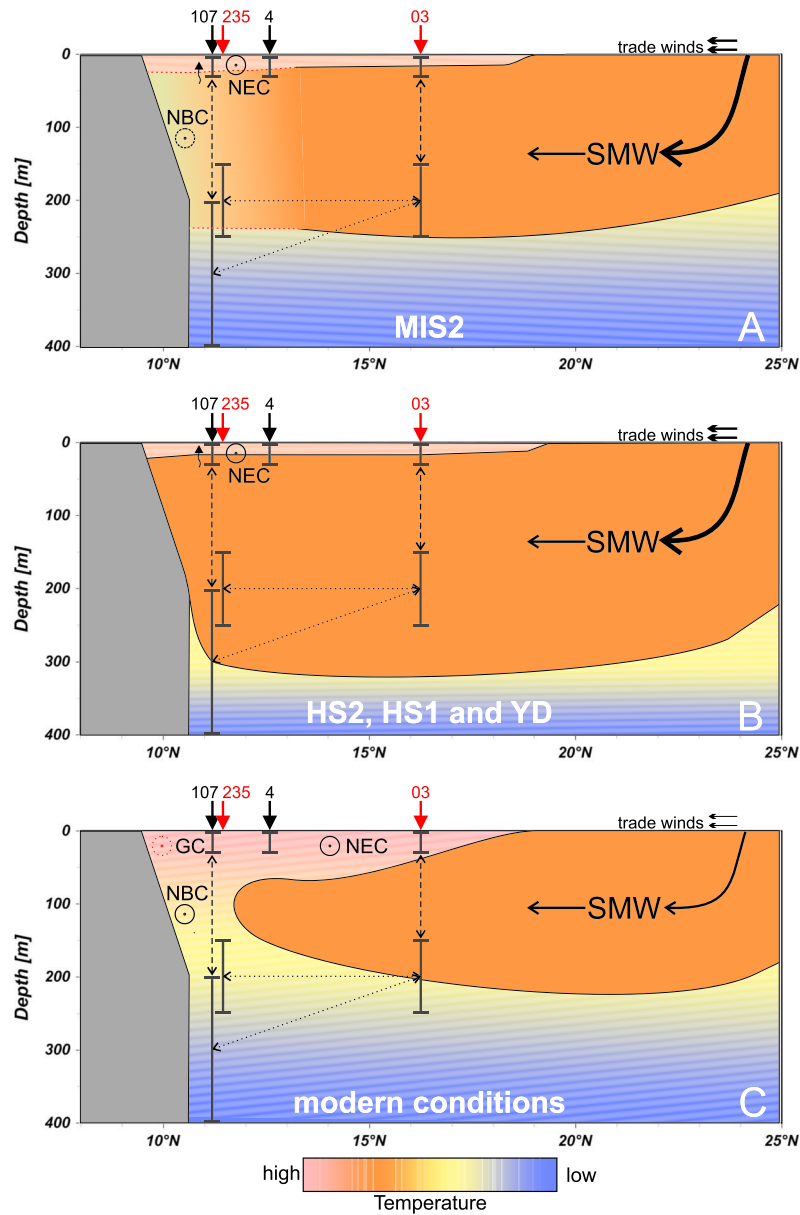 107 235 4 03
trade winds
0
NEC
NBC
100
SMW
Depth [m]
200
300
MIS2
A
400
10°N 15°N 20°N 25°N
107 235 4 03
trade winds
0
NEC
100
SMW
Depth [m]
200
300
HS2, HS1 and YD
B
400
10°N 15°N 20°N 25°N
107 235 4 03
trade winds
0
GC NEC
NBC
100
SMW
Depth [m]
200
300
modern conditions
C
400
10°N 15°N 20°N 25°N
high low
Temperature